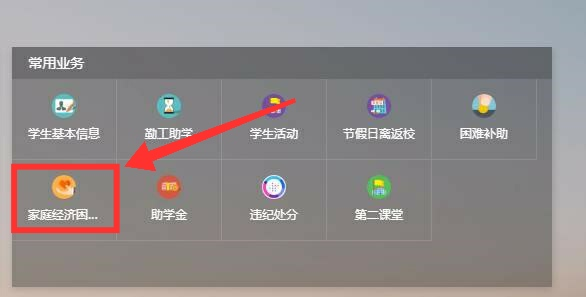 常用业务
学生基本信息 勤工助学 学生活动 节假日离返校 困难补助
家庭经济困... 助学金 违纪处分 第二课堂